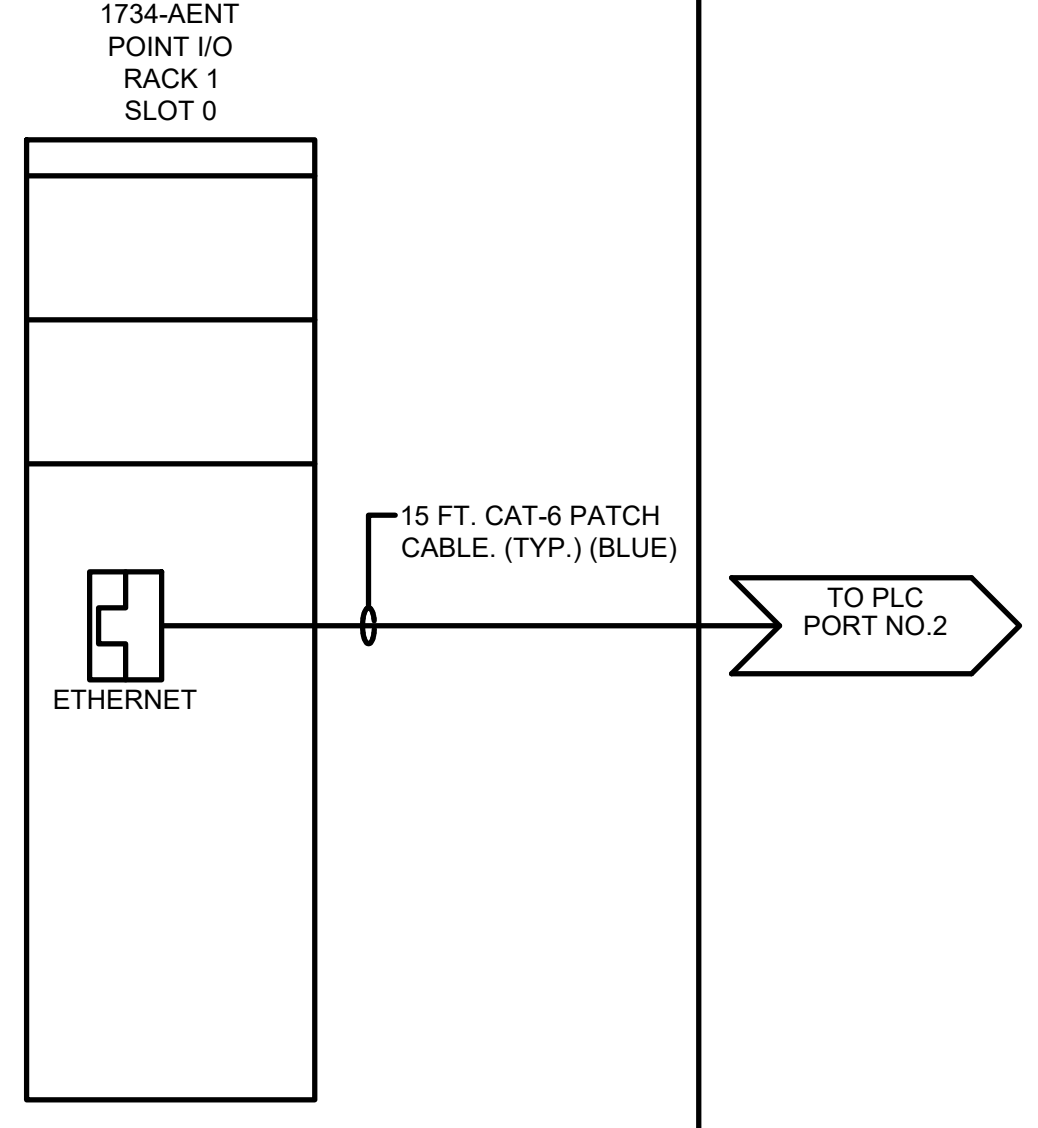 1734-AENT
POINT I/O
RACK 1
SLOT 0
15 FT. CAT-6 PATCH
CABLE. (TYP.) (BLUE)
TO PLC
PORT NO.2
ETHERNET